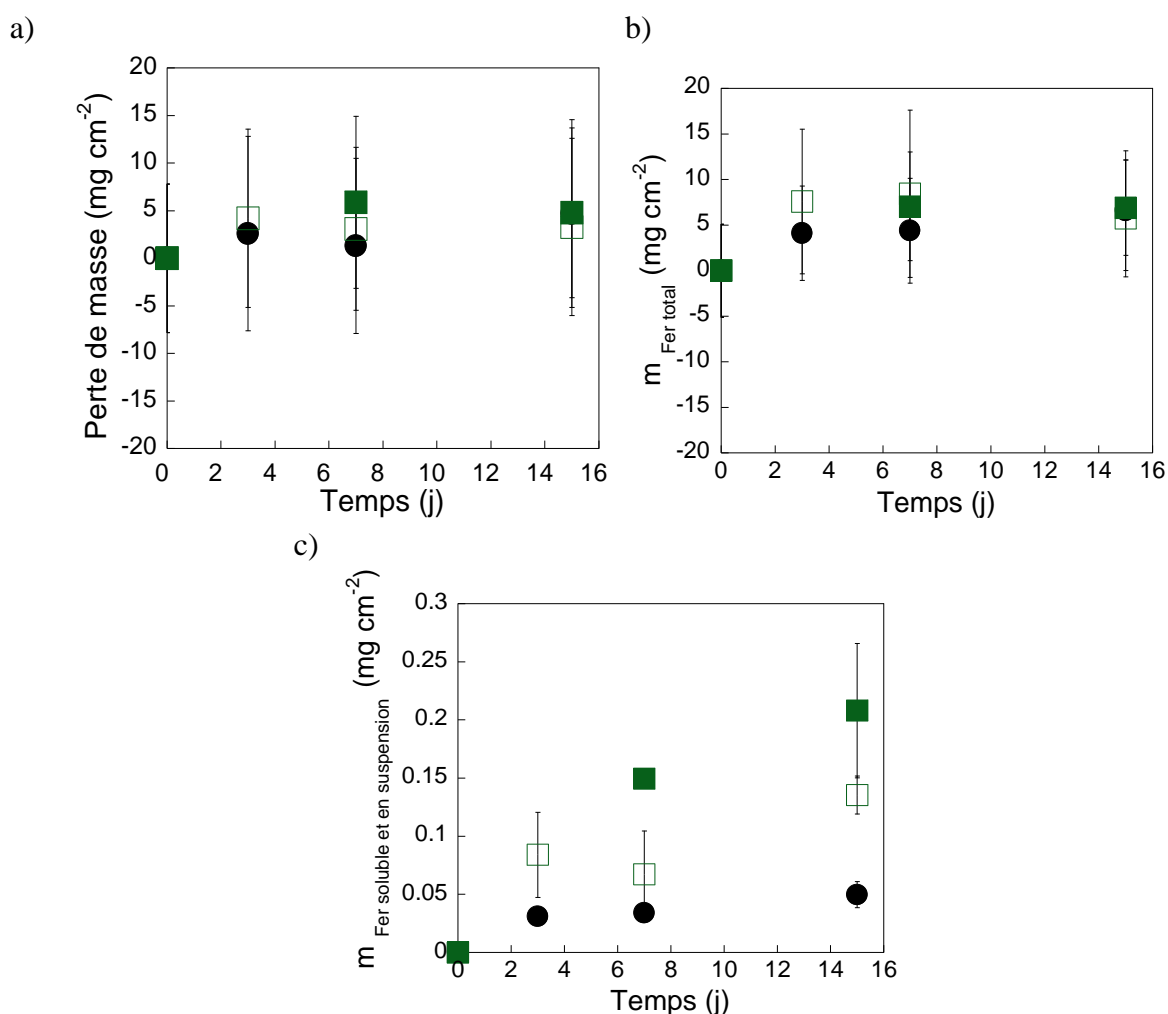 a)
20
15
10
5
0
-5
-10
-15
-20
Perte de masse (mg cm-2)
0 2 4 6 8 10 12 14 16
Temps (j)
b)
20
15
10
5
0
-5
-10
-15
-20
m Fer total (mg cm-2)
0 2 4 6 8 10 12 14 16
Temps (j)
c)
0.3
0.25
0.2
0.15
0.1
0.05
0
m Fer soluble et en suspension (mg cm-2)
0 2 4 6 8 10 12 14 16
Temps (j)